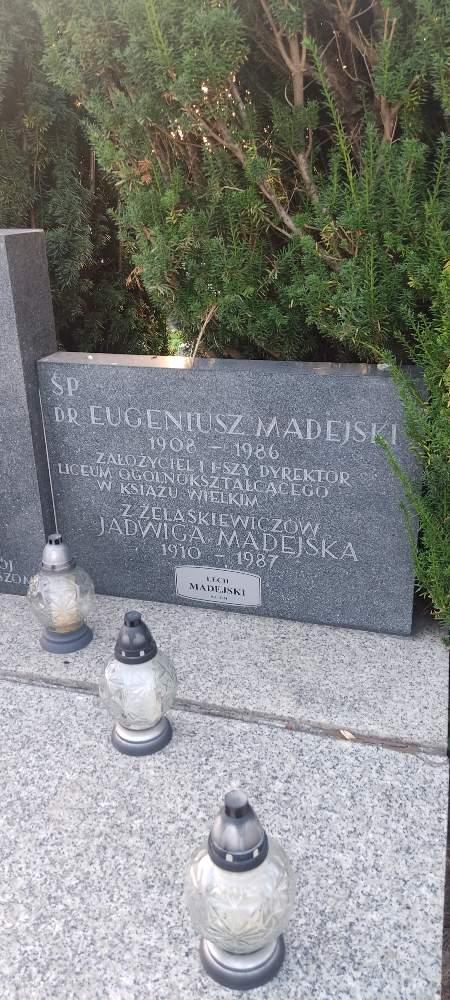 ŚP
DR EUGENIUSZ MADEJSKI
1908 - 1986
ZAŁOŻYCIEL I I-SZY DYREKTOR
LICEUM OGÓLNOKSZTAŁCĄCEGO
W KSIĄŻU WIELKIM
Z ŻELASKIEWICZÓW
JADWIGA MADEJSKA
1910 - 1987
LECH
MADEJSKI